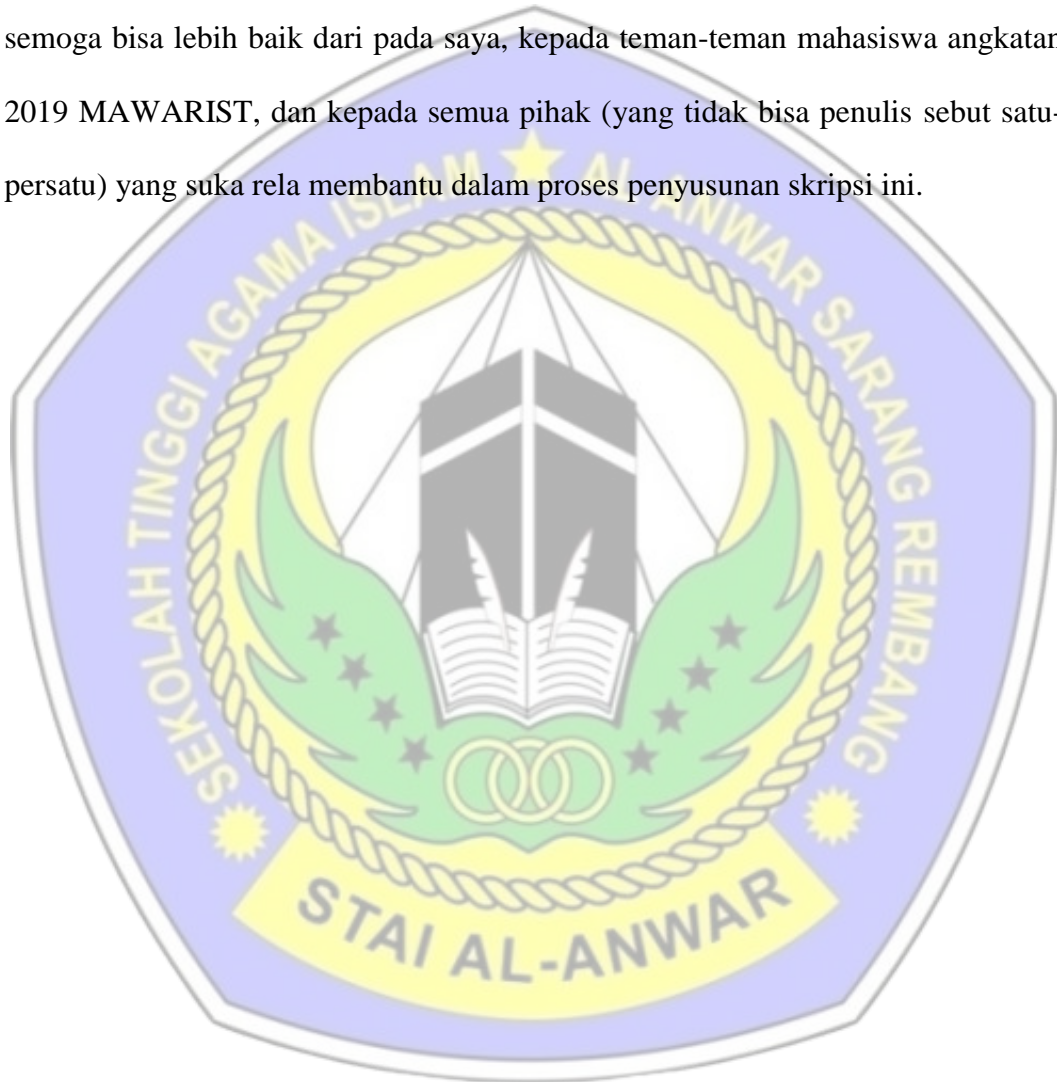 semoga bisa lebih baik dari pada saya, kepada teman-teman mahasiswa angkatan
2019 MAWARIST, dan kepada semua pihak (yang tidak bisa penulis sebut satu-
persatu) yang suka rela membantu dalam proses penyusunan skripsi ini.
SEKOLAH TINGGI AGAMA ISLAM AL-ANWAR SARANG REMBANG
STAI AL-ANWAR